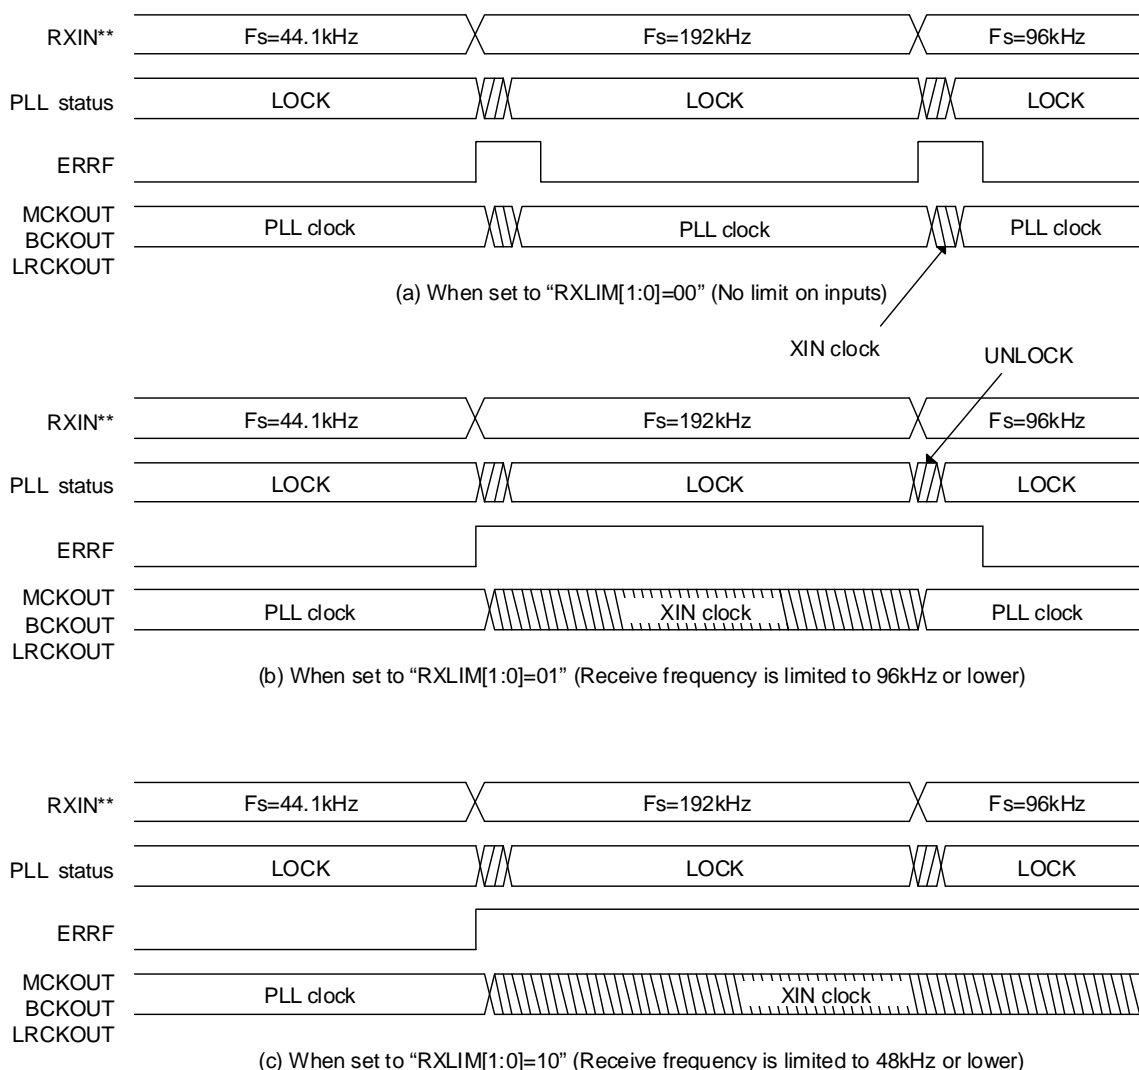 RXIN** Fs=44.1kHz Fs=192kHz Fs=96kHz
PLL status LOCK LOCK LOCK
ERRF
MCKOUT
BCKOUT PLL clock PLL clock PLL clock
LRCKOUT
(a) When set to “RXLIM[1:0]=00” (No limit on inputs)
XIN clock
UNLOCK
RXIN** Fs=44.1kHz Fs=192kHz Fs=96kHz
PLL status LOCK LOCK LOCK
ERRF
MCKOUT
BCKOUT PLL clock XIN clock PLL clock
LRCKOUT
(b) When set to “RXLIM[1:0]=01” (Receive frequency is limited to 96kHz or lower)
RXIN** Fs=44.1kHz Fs=192kHz Fs=96kHz
PLL status LOCK LOCK LOCK
ERRF
MCKOUT
BCKOUT PLL clock XIN clock
LRCKOUT
(c) When set to “RXLIM[1:0]=10” (Receive frequency is limited to 48kHz or lower)